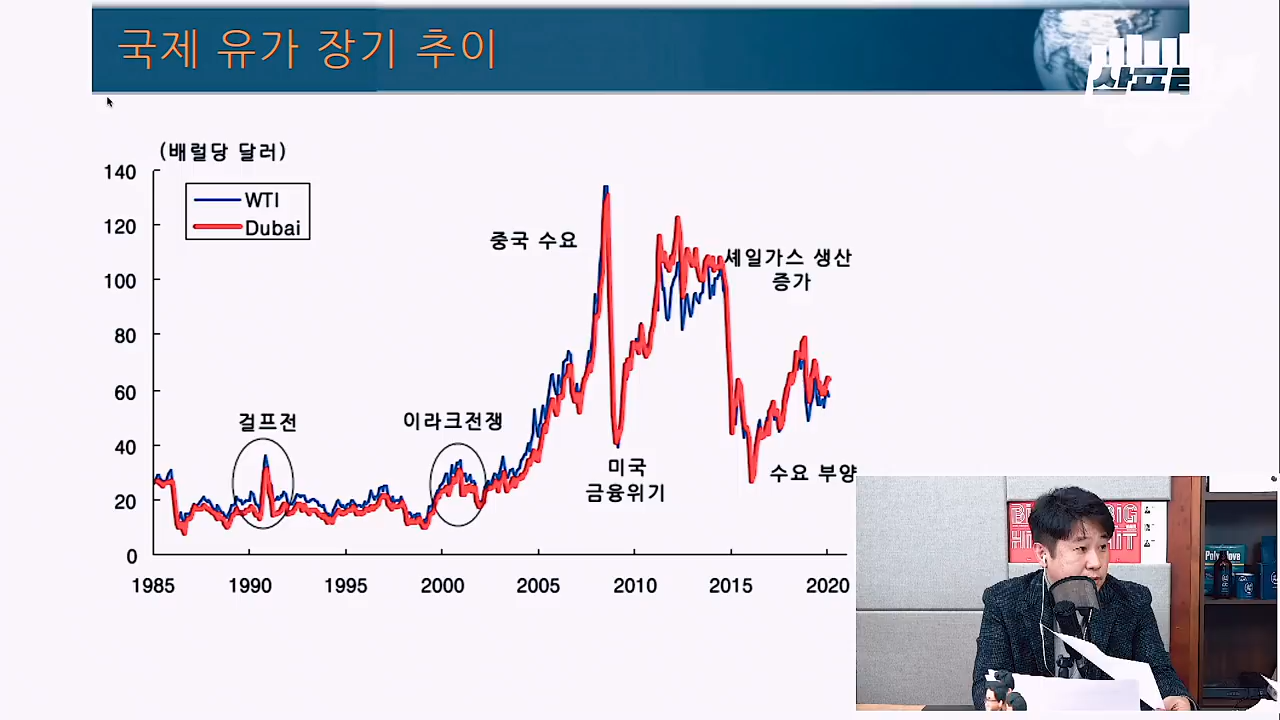 국제 유가 장기 추이
(배럴당 달러)
140
120
100
80
60
40
20
0
WTI
Dubai
중국 수요
셰일가스 생산
증가
걸프전
이라크전쟁
미국
금융위기
수요 부양
1985
1990
1995
2000
2005
2010
2015
2020